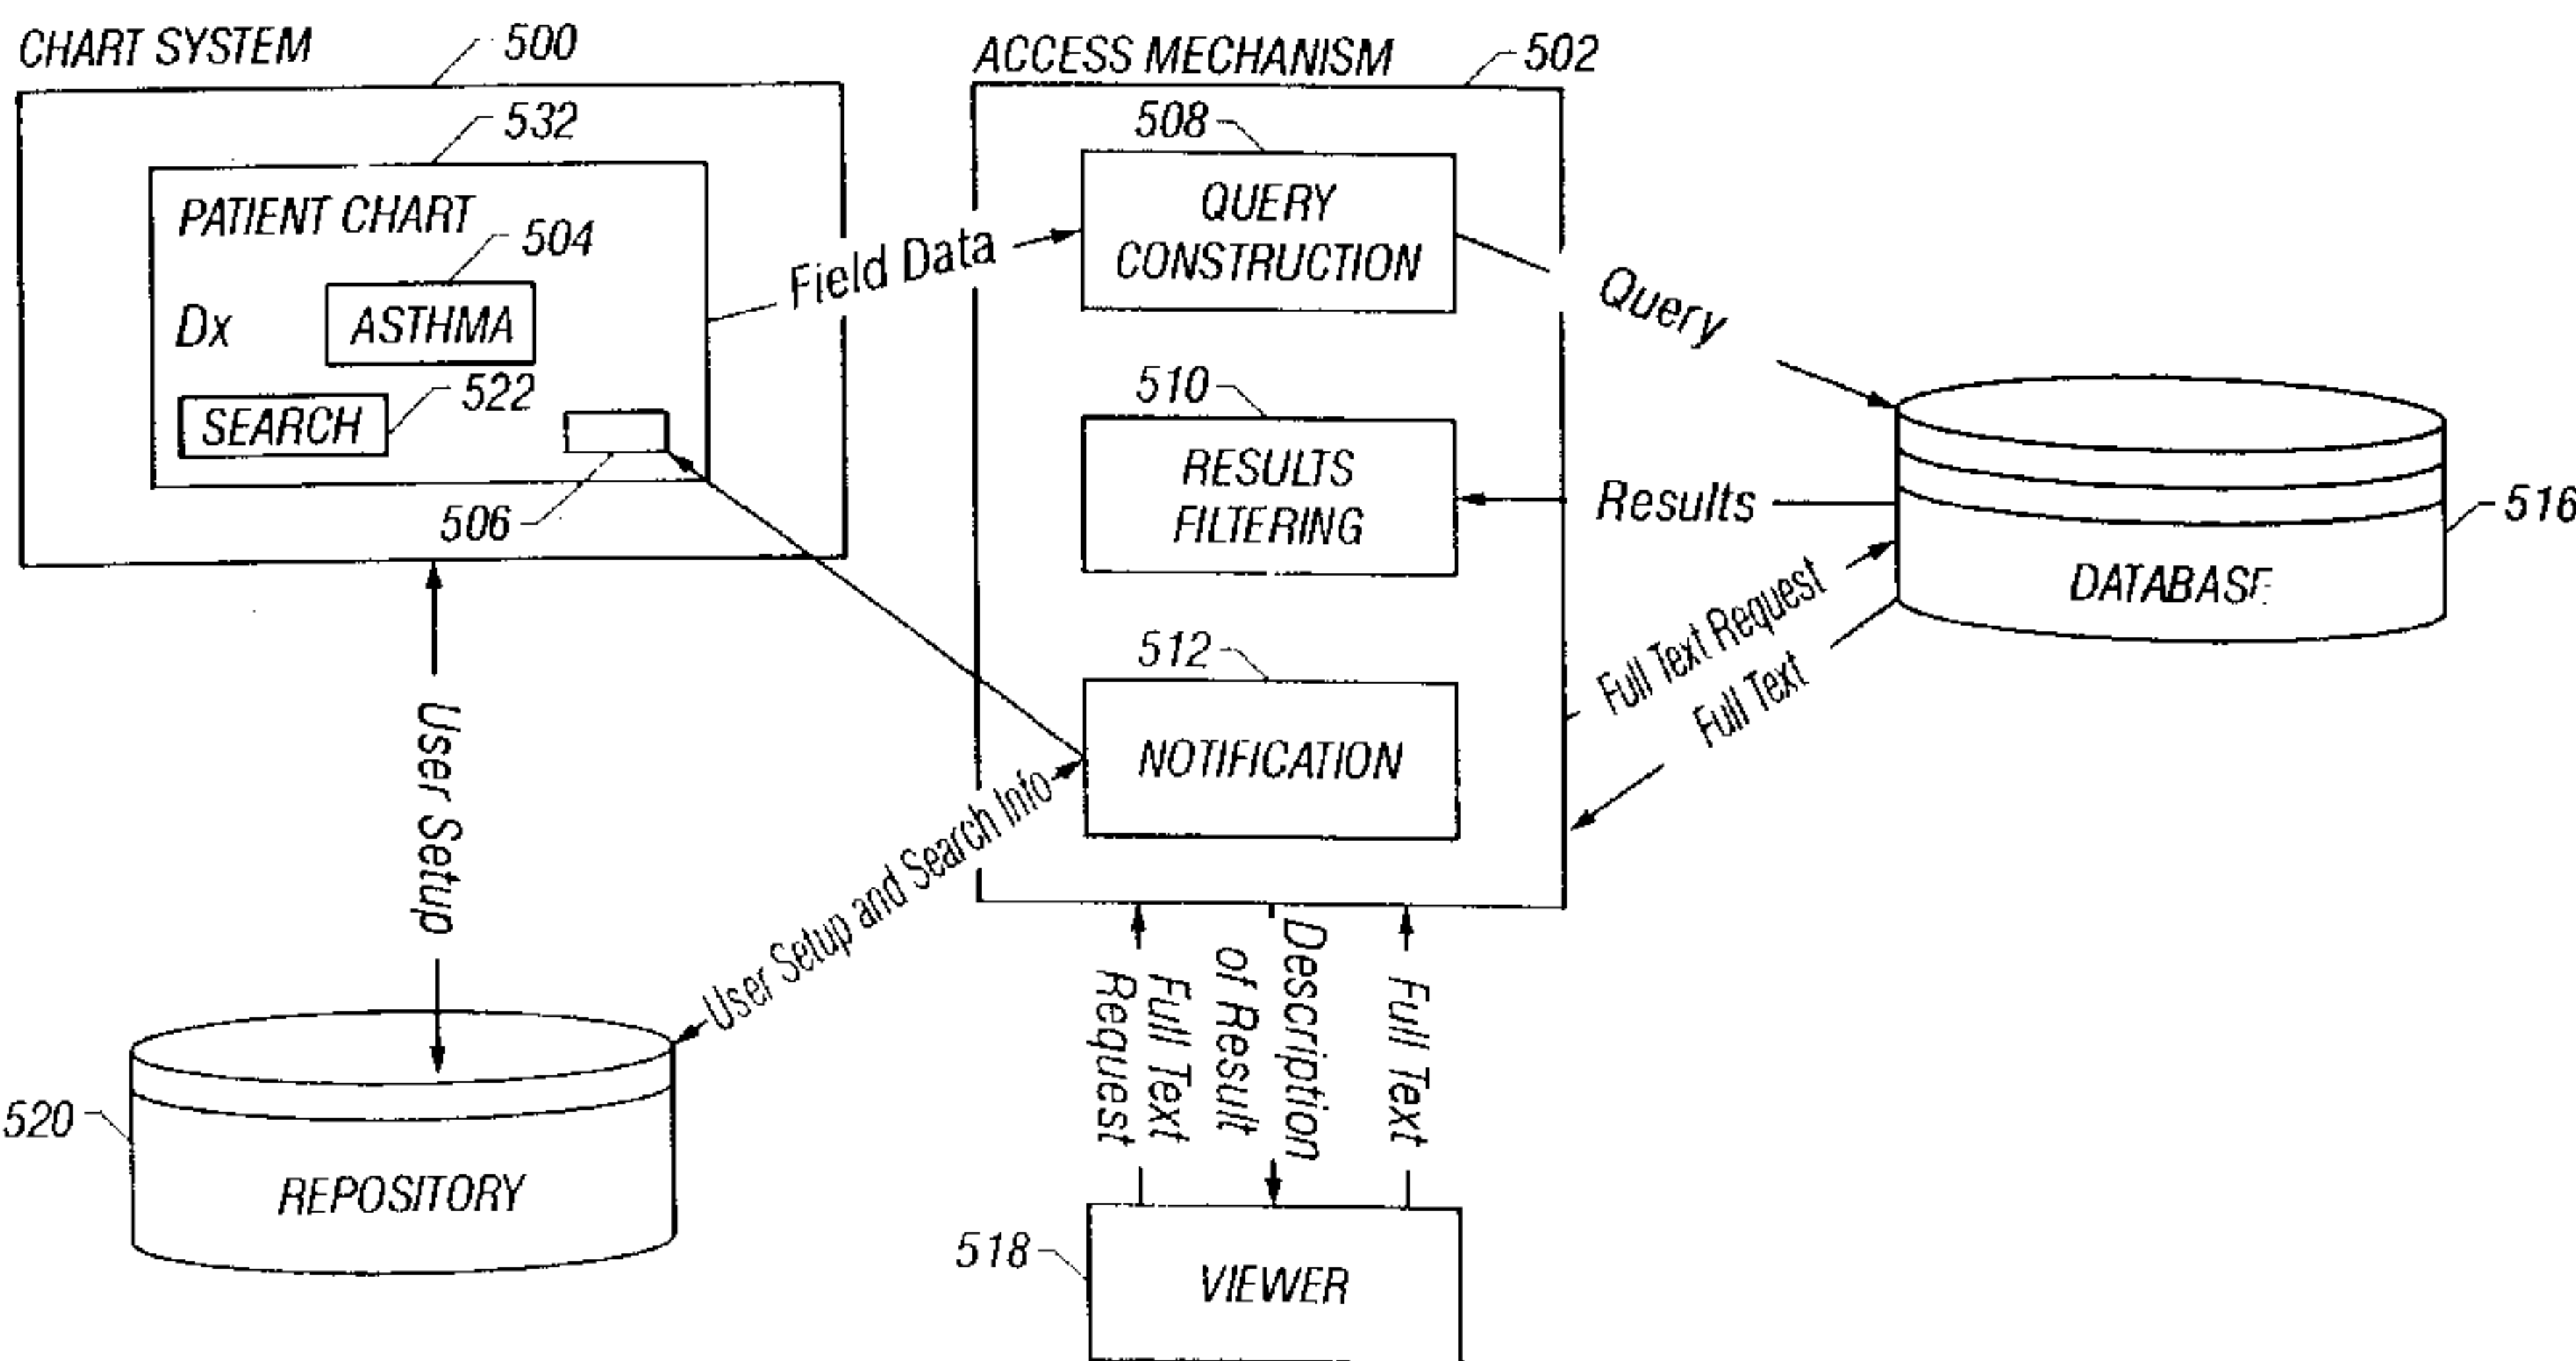 CHART SYSTEM
500
532
PATIENT CHART
504
Dx
ASTHMA
522
SEARCH
506
Field Data
ACCESS MECHANISM
502
508
QUERY
CONSTRUCTION
Query
510
RESULTS
FILTERING
Results
516
DATABASE
512
NOTIFICATION
Full Text Request
Full Text
User Setup
User Setup and Search Info
520
REPOSITORY
Full Text
Request
Description
of Result
Full Text
518
VIEWER